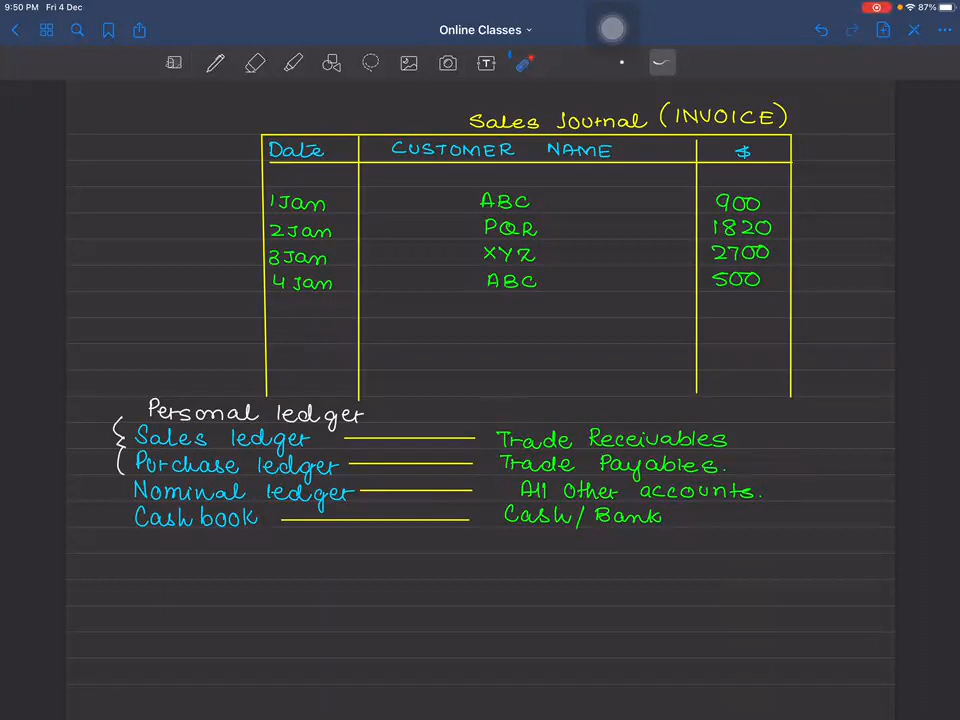 9:50 PM Fri 4 Dec 87%
Online Classes
Sales Journal (INVOICE)
Date CUSTOMER NAME $
1 Jan ABC 900
2 Jan PQR 1820
3 Jan XYZ 2700
4 Jan ABC 500
Personal ledger
Sales ledger Trade Receivables
Purchase ledger Trade Payables.
Nominal ledger All Other accounts.
Cash book Cash/Bank